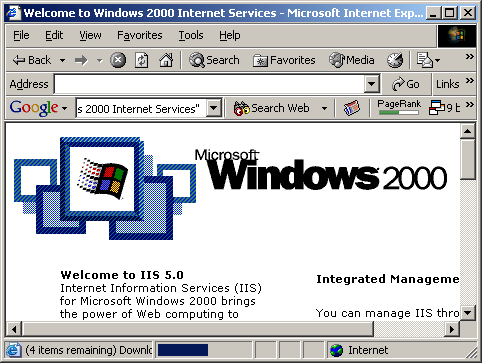 Welcome to Windows 2000 Internet Services - Microsoft Internet Exp...
File Edit View Favorites Tools Help
Back Search Favorites Media
Address Go Links »
Google s 2000 Internet Services" Search Web PageRank 9 b
Microsoft
Windows 2000
Welcome to IIS 5.0
Internet Information Services (IIS)
for Microsoft Windows 2000 brings
the power of Web computing to
Integrated Manageme
You can manage IIS thro
(4 items remaining) Downlo Internet